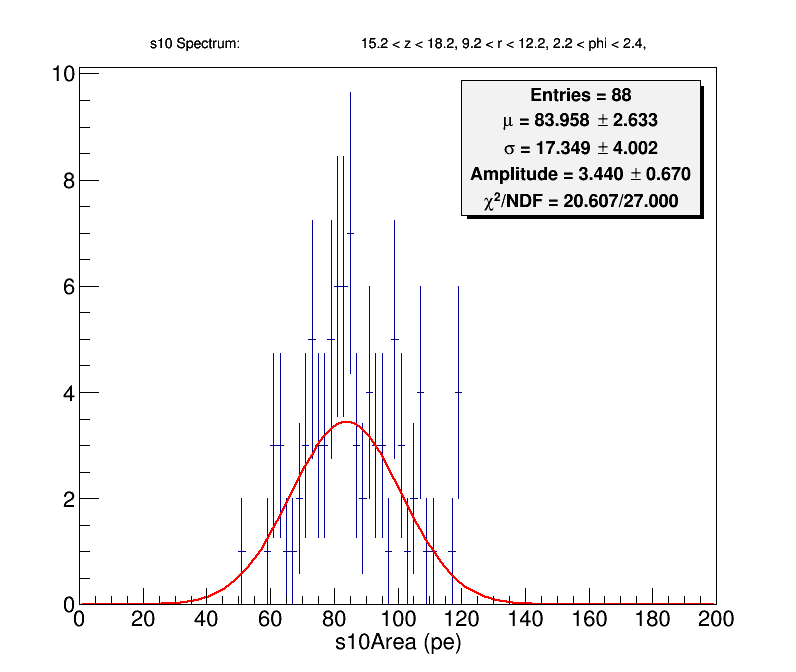 s10 Spectrum: 15.2 < z < 18.2, 9.2 < r < 12.2, 2.2 < phi < 2.4,
Entries = 88
μ = 83.958 ± 2.633
σ = 17.349 ± 4.002
Amplitude = 3.440 ± 0.670
χ²/NDF = 20.607/27.000
10
8
6
4
2
0
0 20 40 60 80 100 120 140 160 180 200
s10Area (pe)